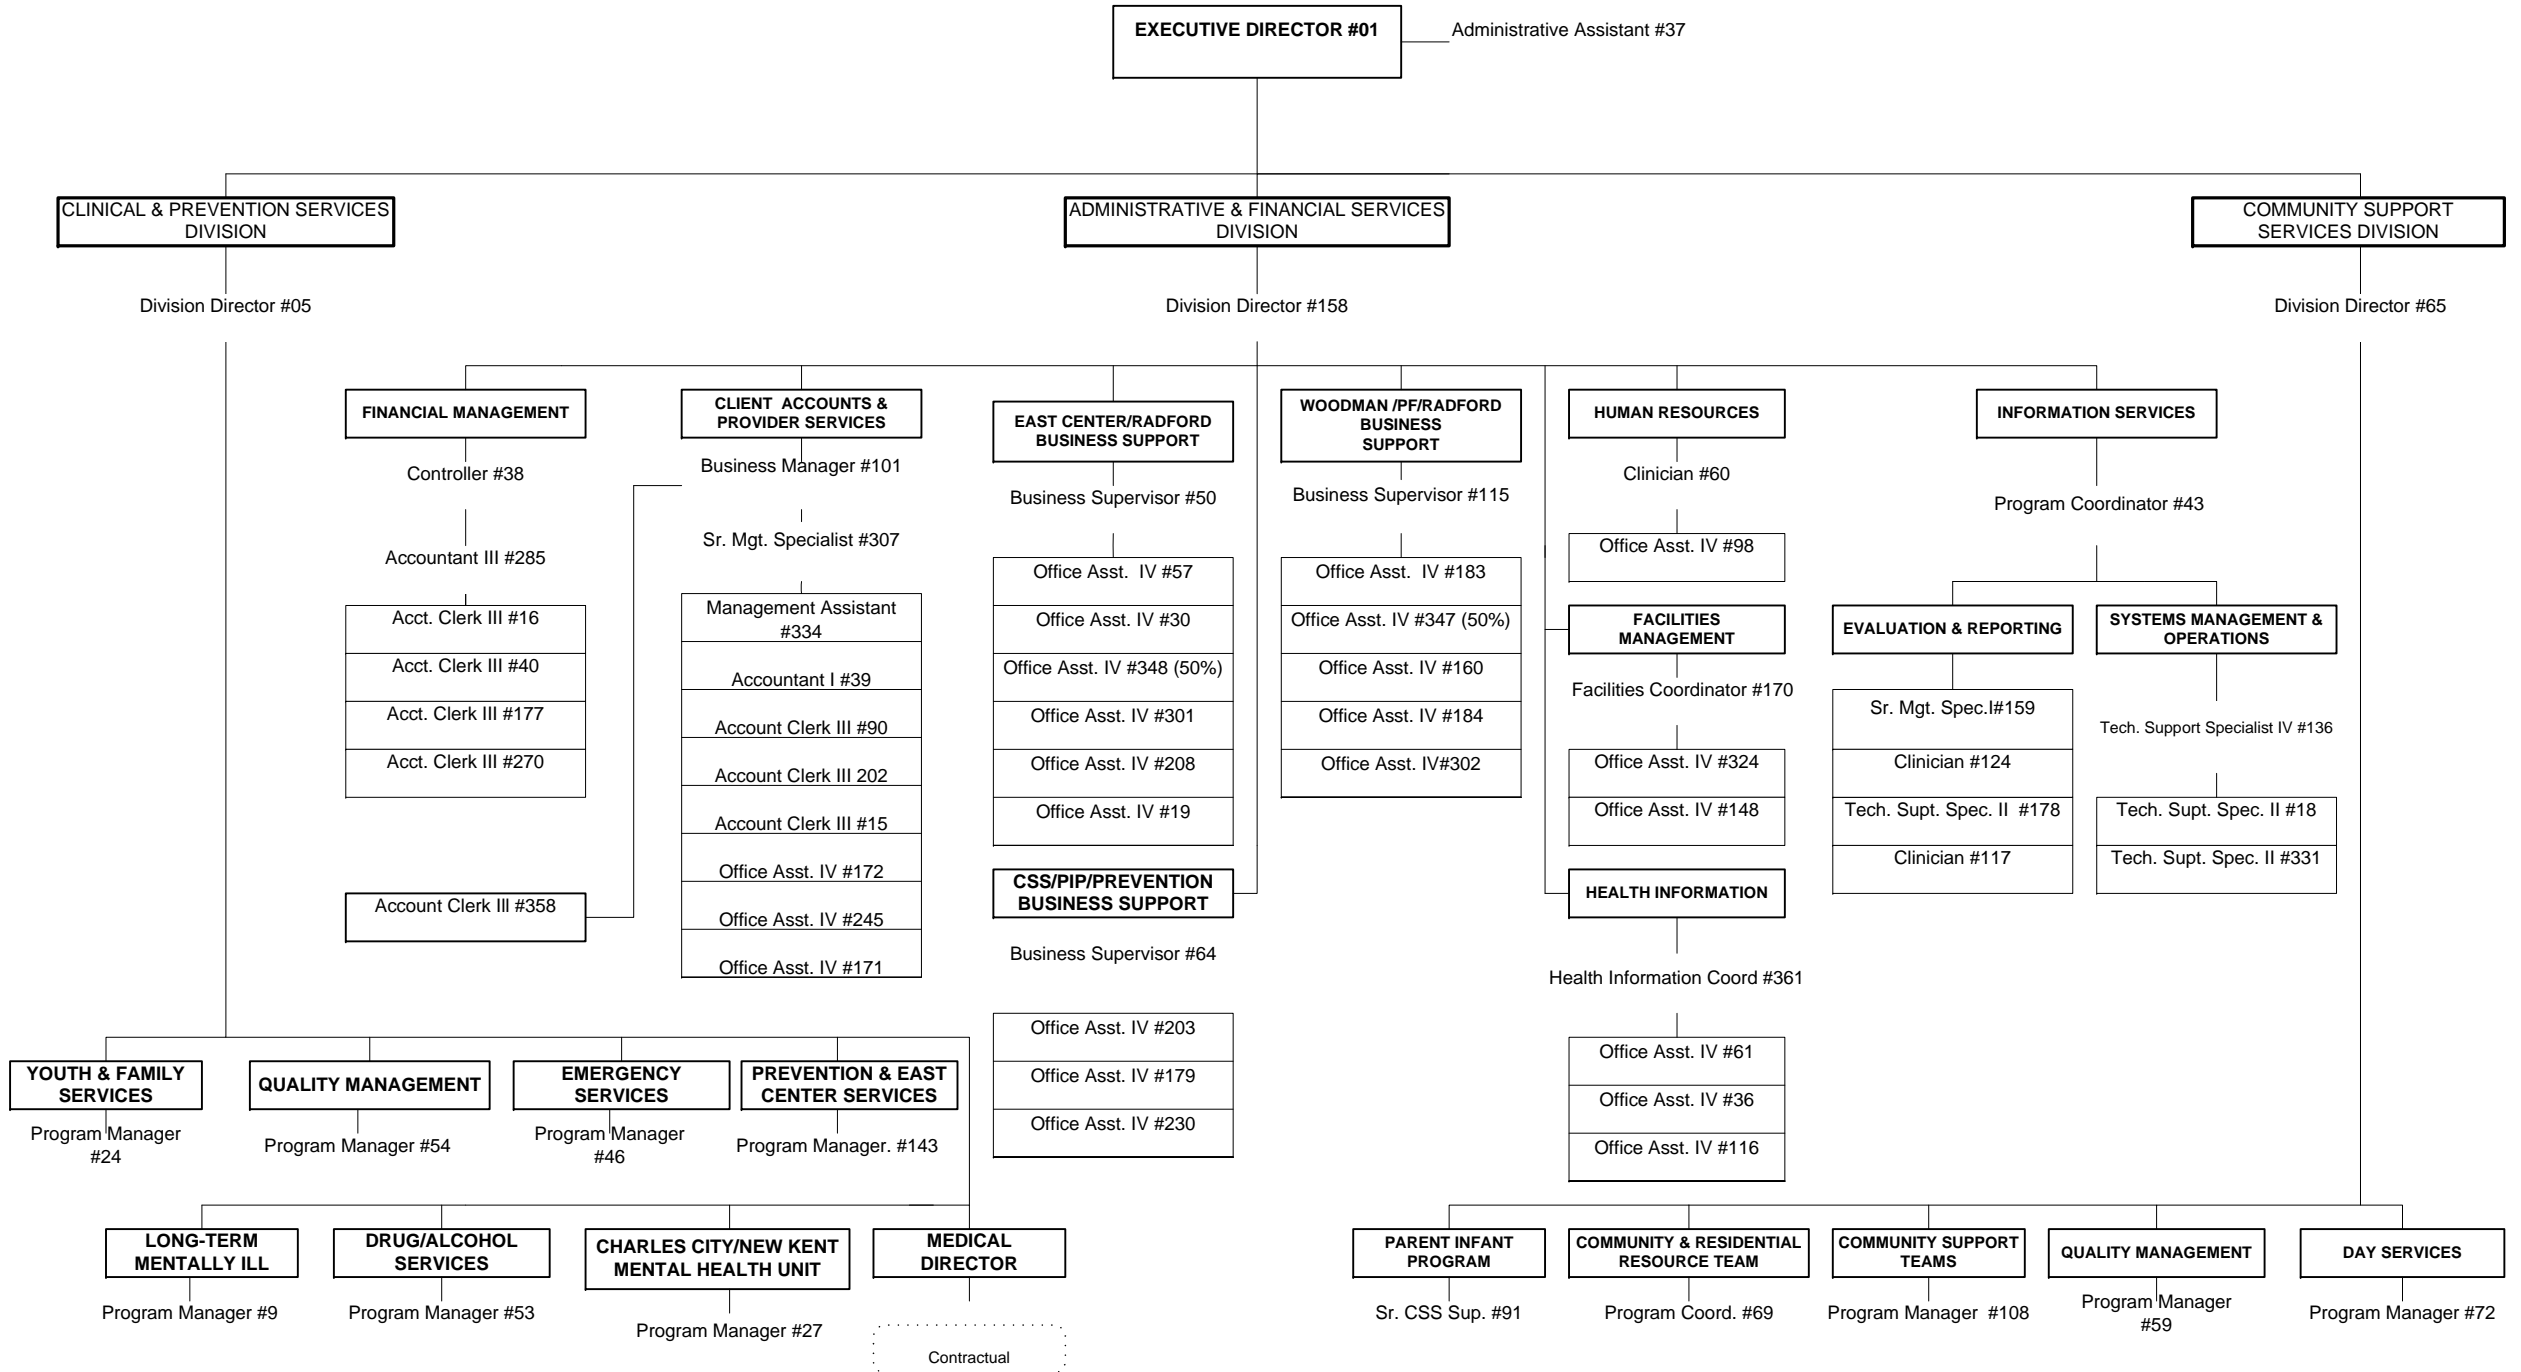 EXECUTIVE DIRECTOR #01
Administrative Assistant #37
CLINICAL & PREVENTION SERVICES
DIVISION
Division Director #05
ADMINISTRATIVE & FINANCIAL SERVICES
DIVISION
Division Director #158
COMMUNITY SUPPORT
SERVICES DIVISION
Division Director #65
FINANCIAL MANAGEMENT
Controller #38
Accountant III #285
Acct. Clerk III #16
Acct. Clerk III #40
Acct. Clerk III #177
Acct. Clerk III #270
Account Clerk III #358
CLIENT ACCOUNTS &
PROVIDER SERVICES
Business Manager #101
Sr. Mgt. Specialist #307
Management Assistant
#334
Accountant I #39
Account Clerk III #90
Account Clerk III 202
Account Clerk III #15
Office Asst. IV #172
Office Asst. IV #245
Office Asst. IV #171
EAST CENTER/RADFORD
BUSINESS SUPPORT
Business Supervisor #50
Office Asst. IV #57
Office Asst. IV #30
Office Asst. IV #348 (50%)
Office Asst. IV #301
Office Asst. IV #208
Office Asst. IV #19
CSS/PIP/PREVENTION
BUSINESS SUPPORT
Business Supervisor #64
Office Asst. IV #203
Office Asst. IV #179
Office Asst. IV #230
WOODMAN /PF/RADFORD
BUSINESS
SUPPORT
Business Supervisor #115
Office Asst. IV #183
Office Asst. IV #347 (50%)
Office Asst. IV #160
Office Asst. IV #184
Office Asst. IV#302
HUMAN RESOURCES
Clinician #60
Office Asst. IV #98
FACILITIES
MANAGEMENT
Facilities Coordinator #170
Office Asst. IV #324
Office Asst. IV #148
HEALTH INFORMATION
Health Information Coord #361
Office Asst. IV #61
Office Asst. IV #36
Office Asst. IV #116
INFORMATION SERVICES
Program Coordinator #43
EVALUATION & REPORTING
Sr. Mgt. Spec.I#159
Clinician #124
Tech. Supt. Spec. II #178
Clinician #117
SYSTEMS MANAGEMENT &
OPERATIONS
Tech. Support Specialist IV #136
Tech. Supt. Spec. II #18
Tech. Supt. Spec. II #331
YOUTH & FAMILY
SERVICES
Program Manager
#24
QUALITY MANAGEMENT
Program Manager #54
EMERGENCY
SERVICES
Program Manager
#46
PREVENTION & EAST
CENTER SERVICES
Program Manager. #143
LONG-TERM
MENTALLY ILL
Program Manager #9
DRUG/ALCOHOL
SERVICES
Program Manager #53
CHARLES CITY/NEW KENT
MENTAL HEALTH UNIT
Program Manager #27
MEDICAL
DIRECTOR
Contractual
PARENT INFANT
PROGRAM
Sr. CSS Sup. #91
COMMUNITY & RESIDENTIAL
RESOURCE TEAM
Program Coord. #69
COMMUNITY SUPPORT
TEAMS
Program Manager #108
QUALITY MANAGEMENT
Program Manager
#59
DAY SERVICES
Program Manager #72